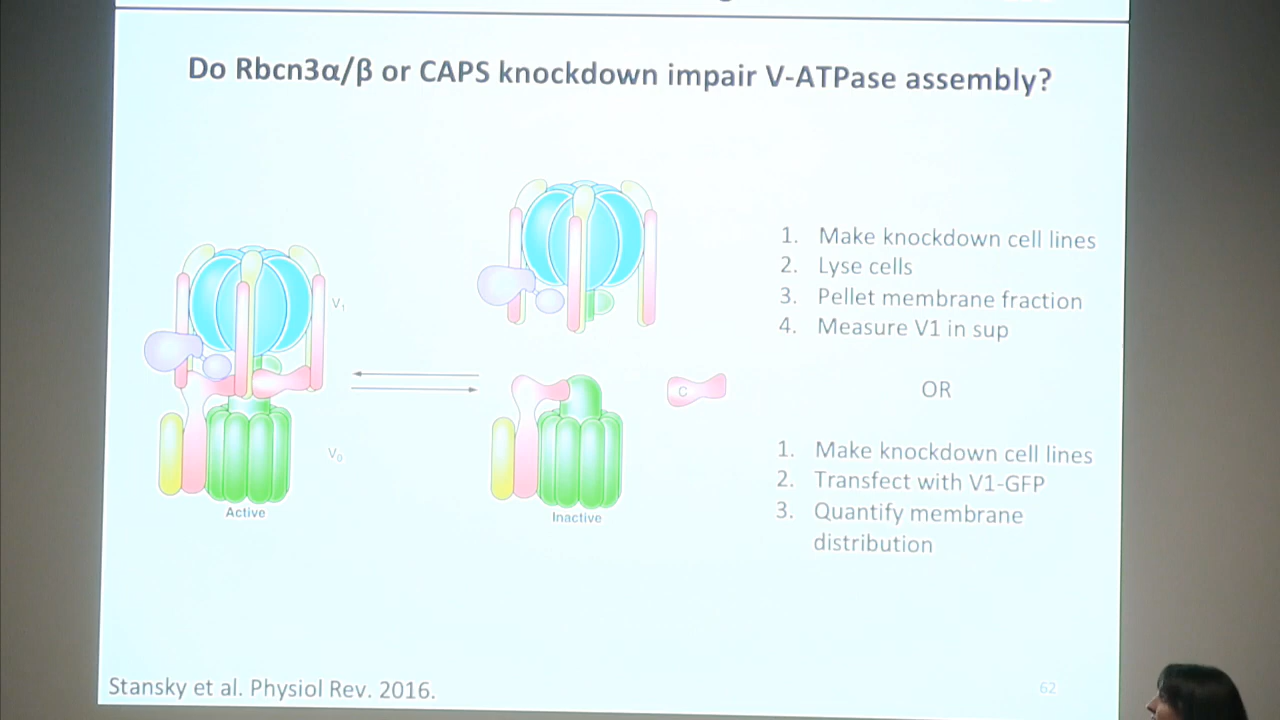 Do Rbcn3α/β or CAPS knockdown impair V-ATPase assembly?
V₁
V₀
Active
C
Inactive
1. Make knockdown cell lines
2. Lyse cells
3. Pellet membrane fraction
4. Measure V1 in sup
OR
1. Make knockdown cell lines
2. Transfect with V1-GFP
3. Quantify membrane
distribution
Stansky et al. Physiol Rev. 2016.
62